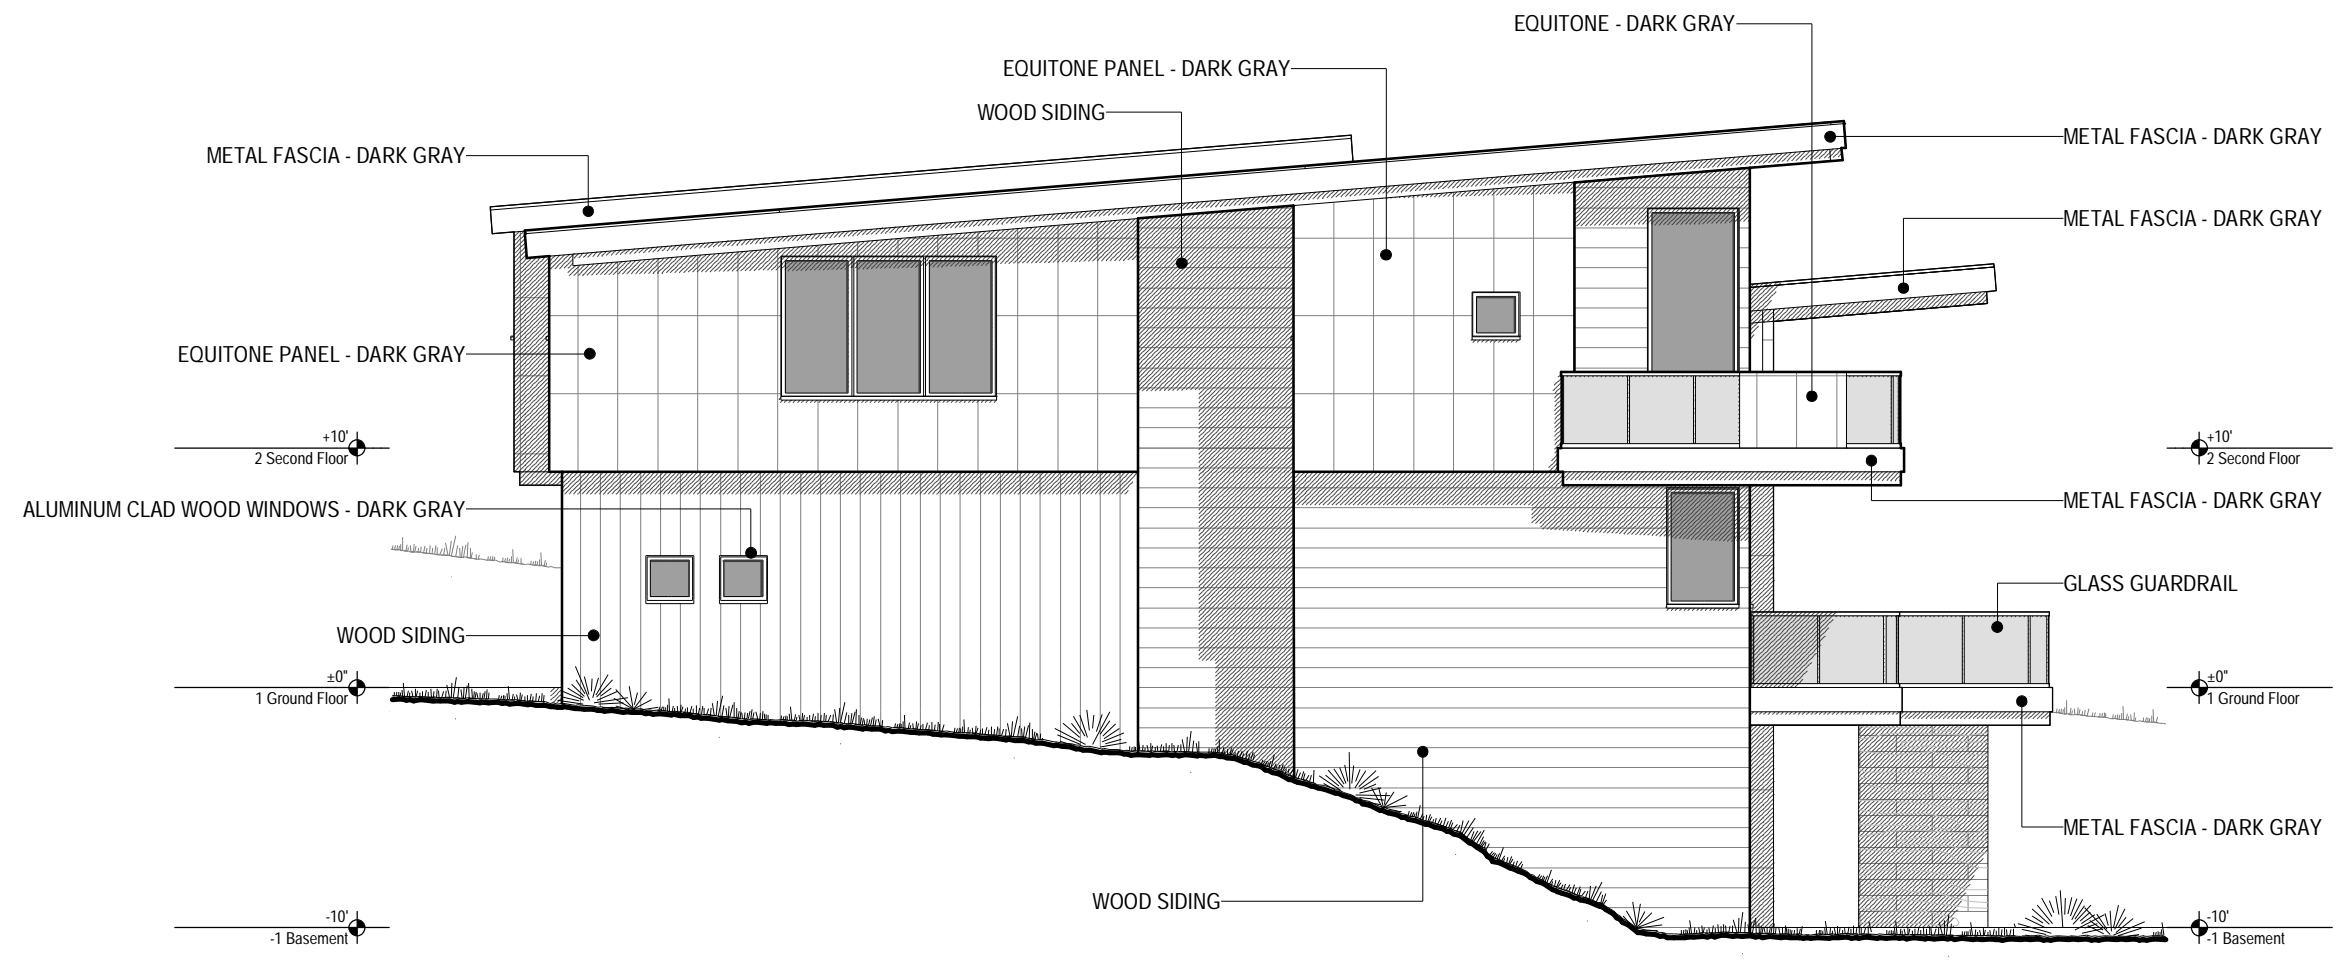 EQUITONE - DARK GRAY
EQUITONE PANEL - DARK GRAY
WOOD SIDING
METAL FASCIA - DARK GRAY
METAL FASCIA - DARK GRAY
METAL FASCIA - DARK GRAY
EQUITONE PANEL - DARK GRAY
+10'
2 Second Floor
+10'
2 Second Floor
METAL FASCIA - DARK GRAY
ALUMINUM CLAD WOOD WINDOWS - DARK GRAY
GLASS GUARDRAIL
WOOD SIDING
±0"
1 Ground Floor
±0"
1 Ground Floor
METAL FASCIA - DARK GRAY
WOOD SIDING
-10'
-1 Basement
-10'
-1 Basement